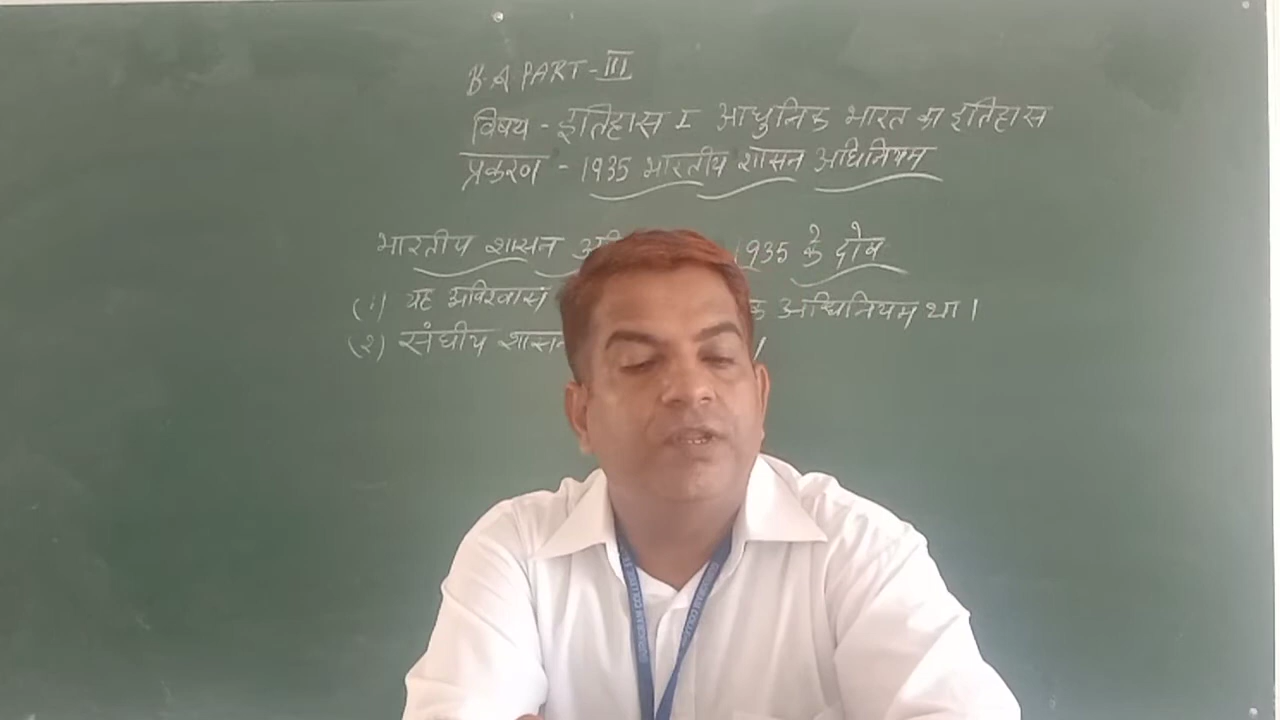 B.A PART-III
विषय - इतिहास I आधुनिक भारत का इतिहास
प्रकरण - 1935 भारतीय शासन अधिनियम
भारतीय शासन 1935 के दोष
(1) यह अविश्वास अधिनियम था।
(2) संघीय शासन